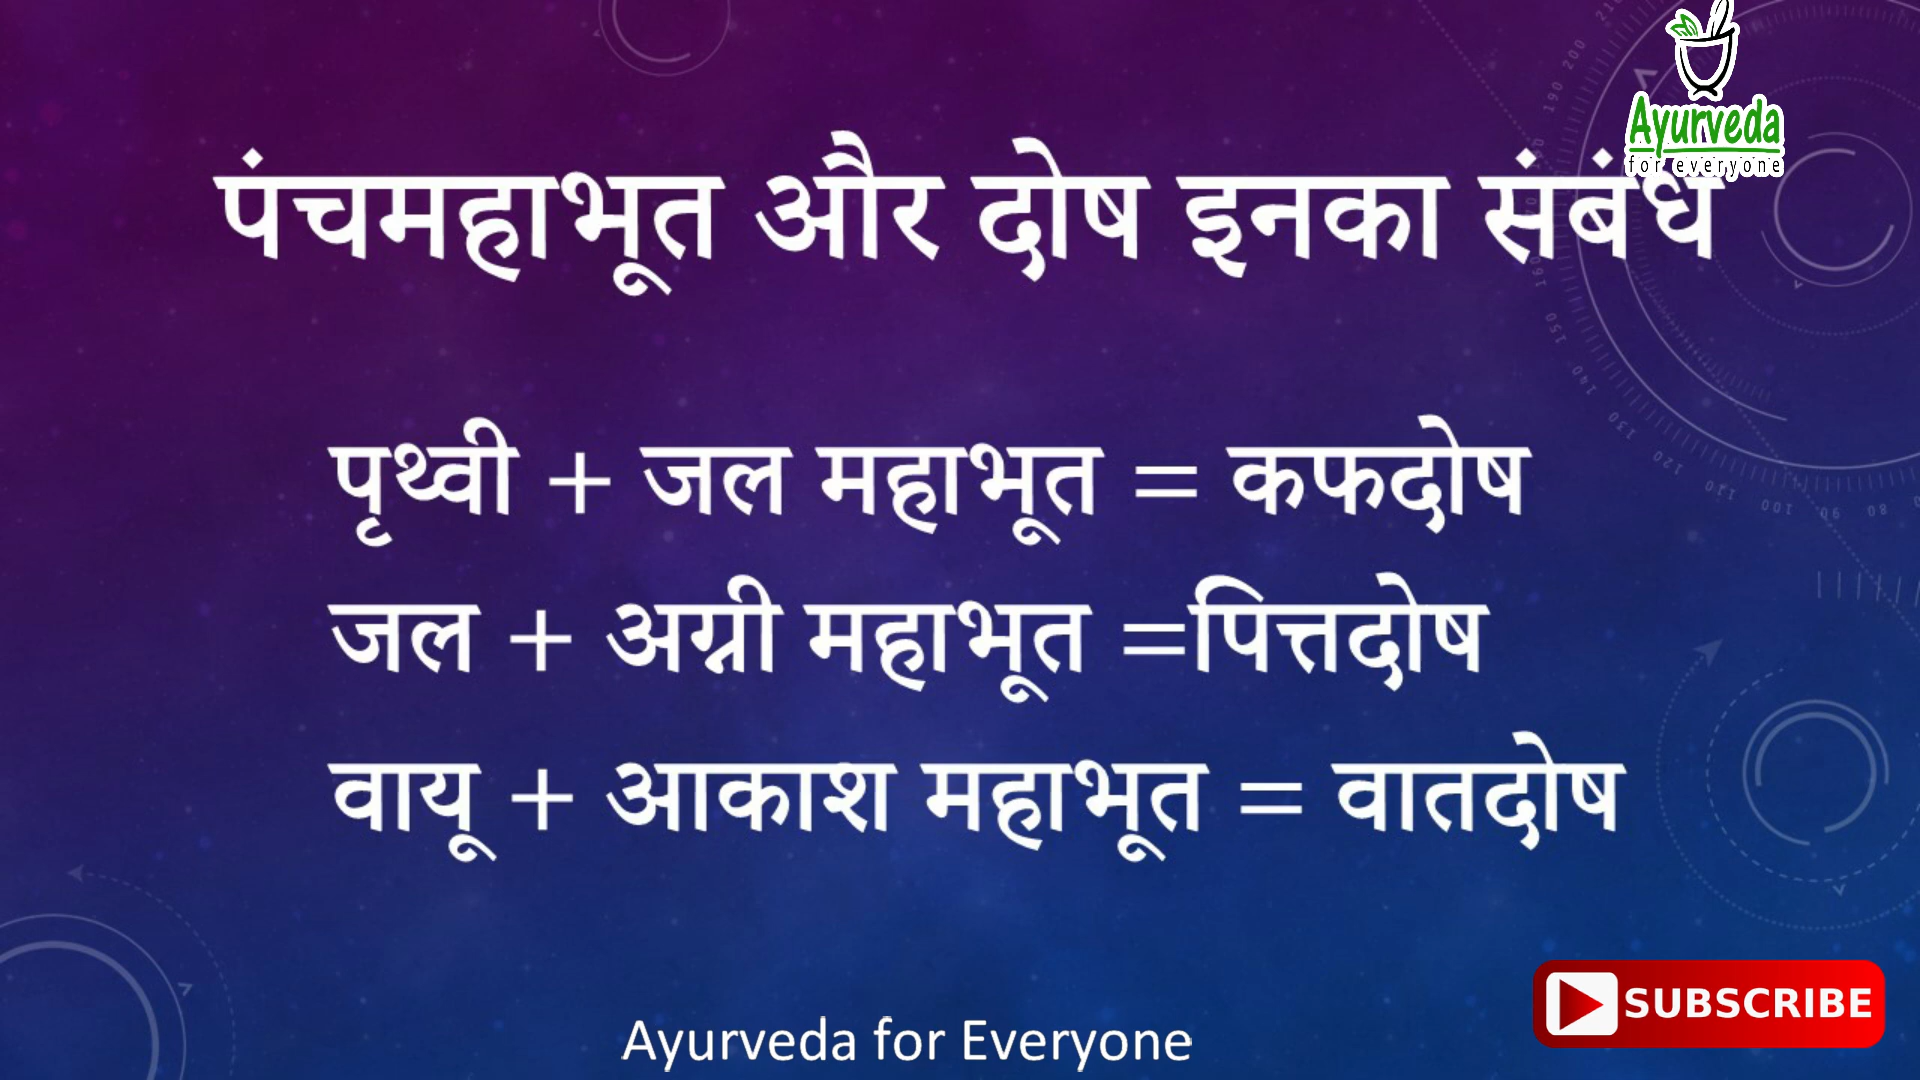 Ayurveda
for everyone
पंचमहाभूत और दोष इनका संबंध
पृथ्वी + जल महाभूत = कफदोष
जल + अग्नी महाभूत =पित्तदोष
वायू + आकाश महाभूत = वातदोष
Ayurveda for Everyone
SUBSCRIBE